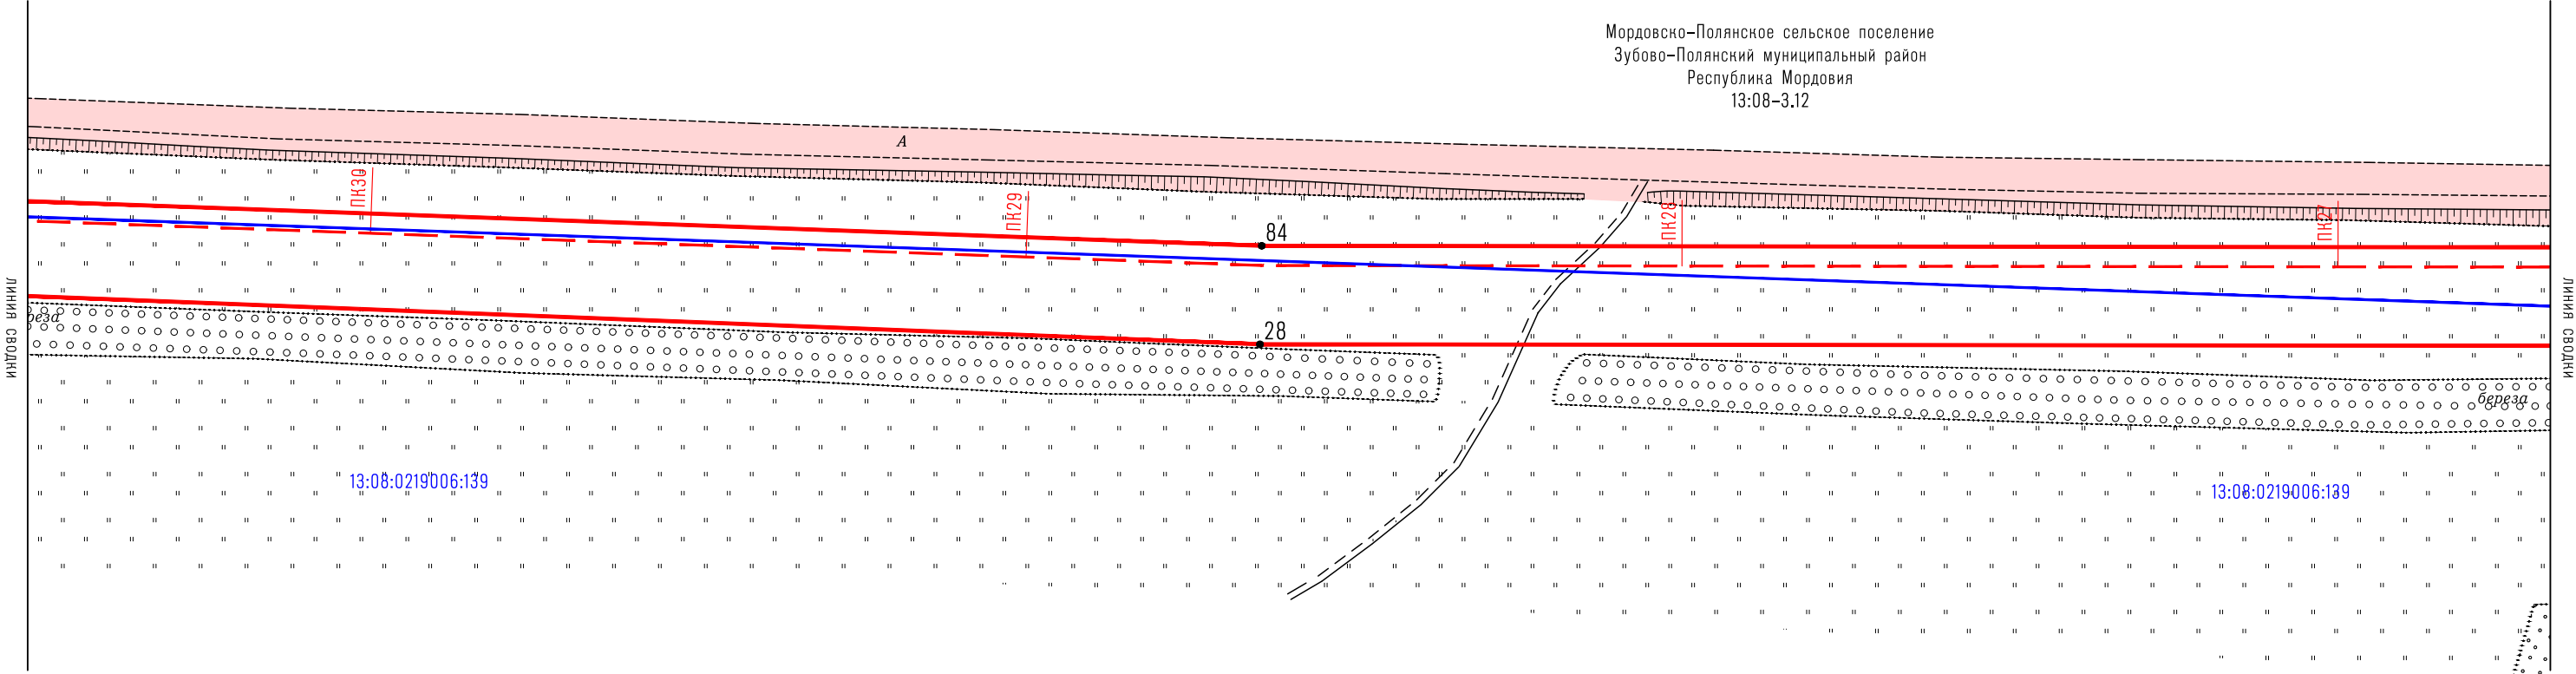 Мордовско-Полянское сельское поселение
Зубово-Полянский муниципальный район
Республика Мордовия
13:08-3.12
А
ПК30
ПК29
ПК28
ПК27
84
28
линия сводки
линия сводки
реза
береза
13:08:0219006:139
13:08:0219006:139